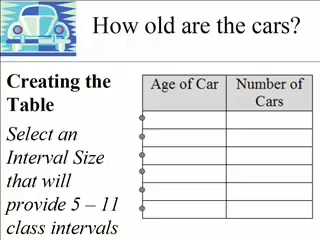 How old are the cars?
Creating the
Table
Select an
Interval Size
that will
provide 5 – 11
class intervals
Age of Car
Number of
Cars